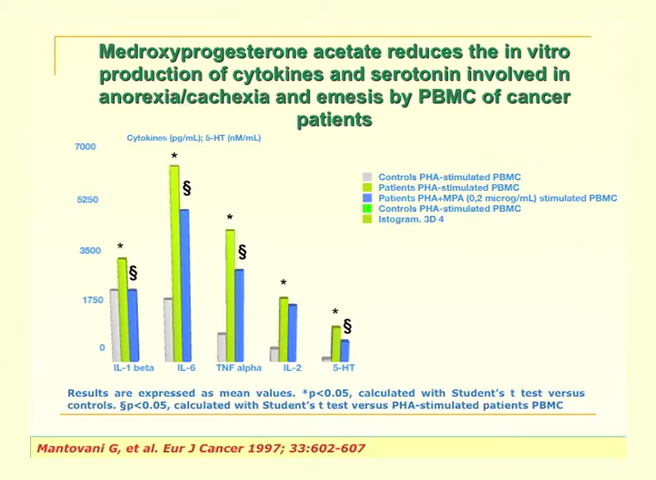 Medroxyprogesterone acetate reduces the in vitro
production of cytokines and serotonin involved in
anorexia/cachexia and emesis by PBMC of cancer
patients
Cytokines (pg/mL); 5-HT (nM/mL)
7000
5250
3500
1750
0
* § * § * § * * §
IL-1 beta IL-6 TNF alpha IL-2 5-HT
Controls PHA-stimulated PBMC
Patients PHA-stimulated PBMC
Patients PHA+MPA (0,2 microg/mL) stimulated PBMC
Controls PHA-stimulated PBMC
Istogram. 3D 4
Results are expressed as mean values. *p<0.05, calculated with Student's t test versus
controls. §p<0.05, calculated with Student's t test versus PHA-stimulated patients PBMC
Mantovani G, et al. Eur J Cancer 1997; 33:602-607